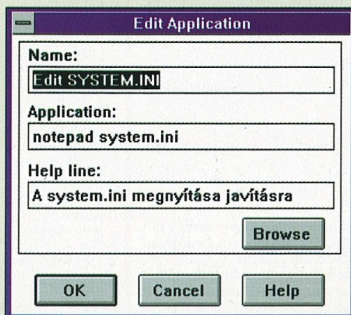 Edit Application
Name:
Edit SYSTEM.INI
Application:
notepad system.ini
Help line:
A system.ini megnyítása javításra
Browse
OK
Cancel
Help